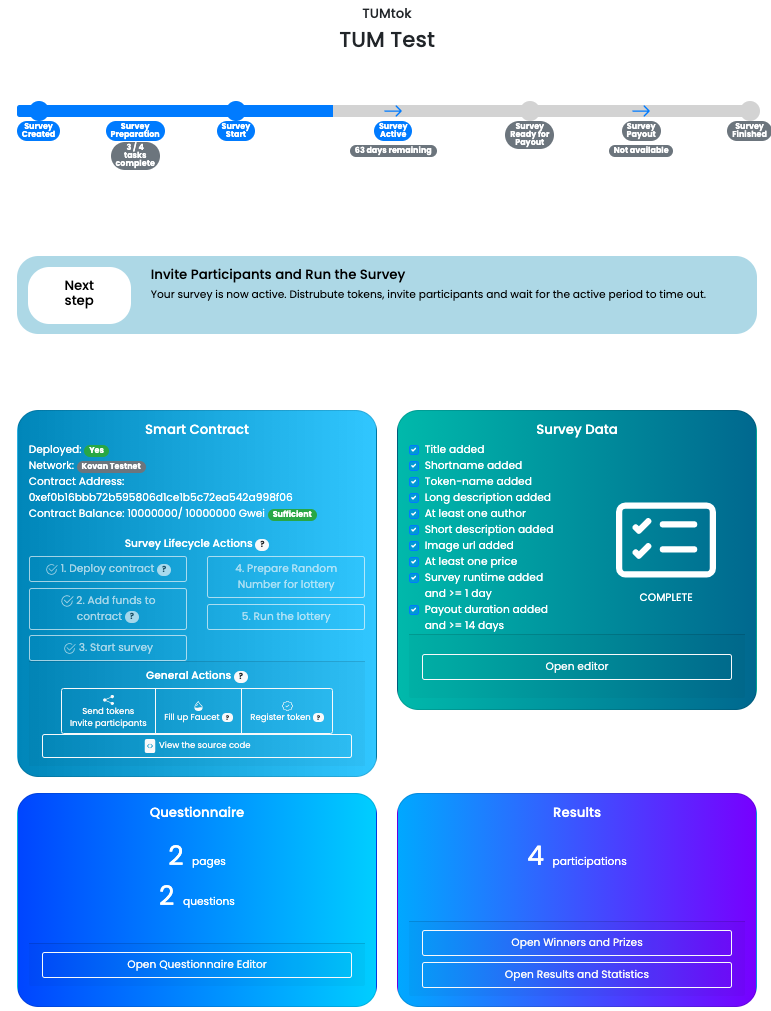 TUMtok
TUM Test
Survey
Created
Survey
Preparation
3 / 4
tasks
complete
Survey
Start
Survey
Active
63 days remaining
Survey
Ready for
Payout
Survey
Payout
Not available
Survey
Finished
Next
step
Invite Participants and Run the Survey
Your survey is now active. Distrubute tokens, invite participants and wait for the active period to time out.
Smart Contract
Deployed: Yes
Network: Kovan Testnet
Contract Address:
0xef0b16bbb72b595806d1ce1b5c72ea542a998f06
Contract Balance: 10000000/ 10000000 Gwei Sufficient
Survey Lifecycle Actions ?
1. Deploy contract ?
2. Add funds to
contract ?
3. Start survey
4. Prepare Random
Number for lottery
5. Run the lottery
General Actions ?
Send tokens
Invite participants
Fill up Faucet ?
Register token ?
View the source code
Survey Data
Title added
Shortname added
Token-name added
Long description added
At least one author
Short description added
Image url added
At least one price
Survey runtime added
and >= 1 day
Payout duration added
and >= 14 days
COMPLETE
Open editor
Questionnaire
2 pages
2 questions
Open Questionnaire Editor
Results
4 participations
Open Winners and Prizes
Open Results and Statistics